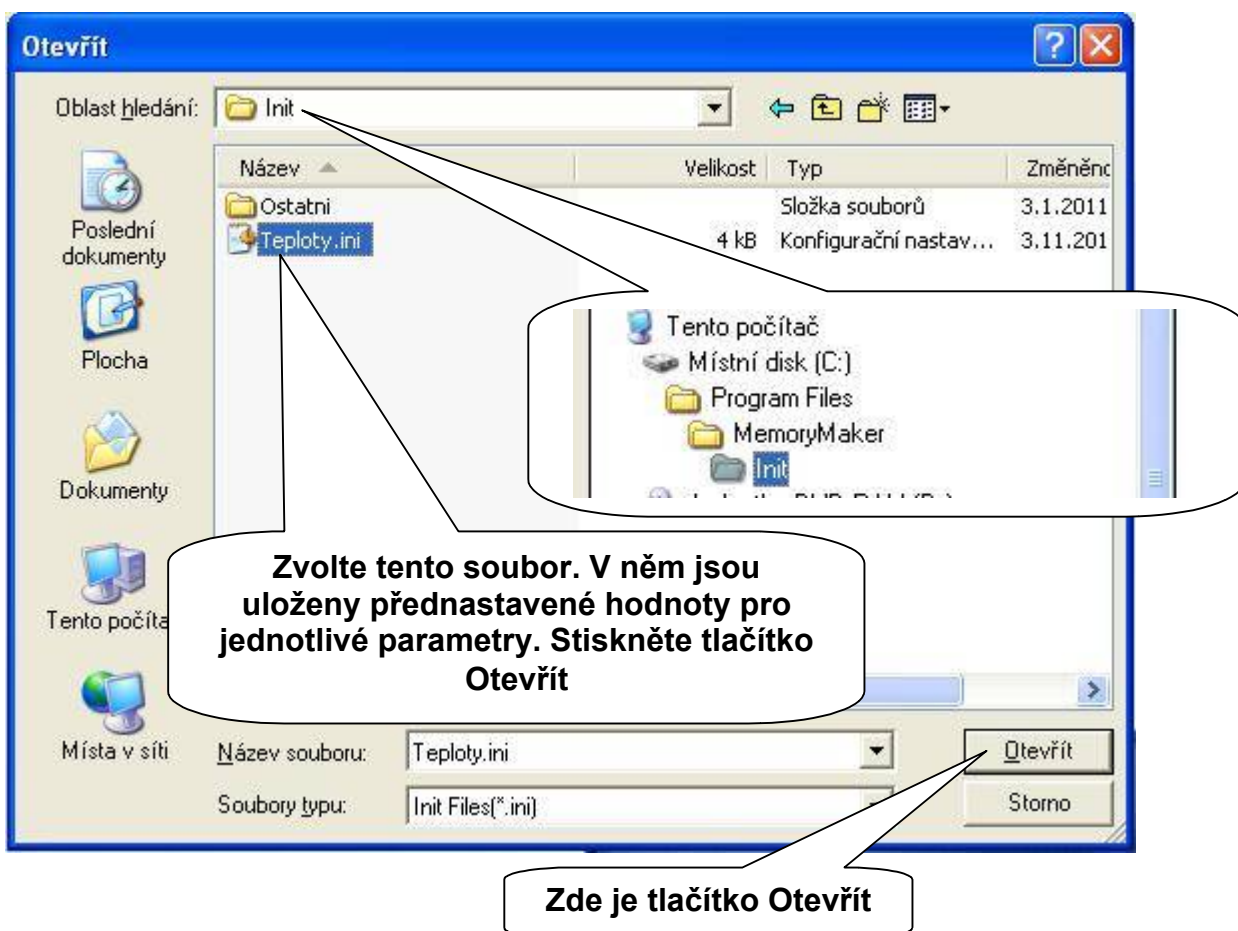 Otevřít
Oblast hledání: Init
Název Velikost Typ Změněnc
Ostatni Složka souborů 3.1.2011
Teploty.ini 4 kB Konfigurační nastav... 3.11.201
Poslední
dokumenty
Plocha
Dokumenty
Tento počíta
Místa v síti
Tento počítač
Místní disk (C:)
Program Files
MemoryMaker
Init
Zvolte tento soubor. V něm jsou
uloženy přednastavené hodnoty pro
jednotlivé parametry. Stiskněte tlačítko
Otevřít
Název souboru: Teploty.ini Otevřít
Soubory typu: Init Files(*.ini) Storno
Zde je tlačítko Otevřít